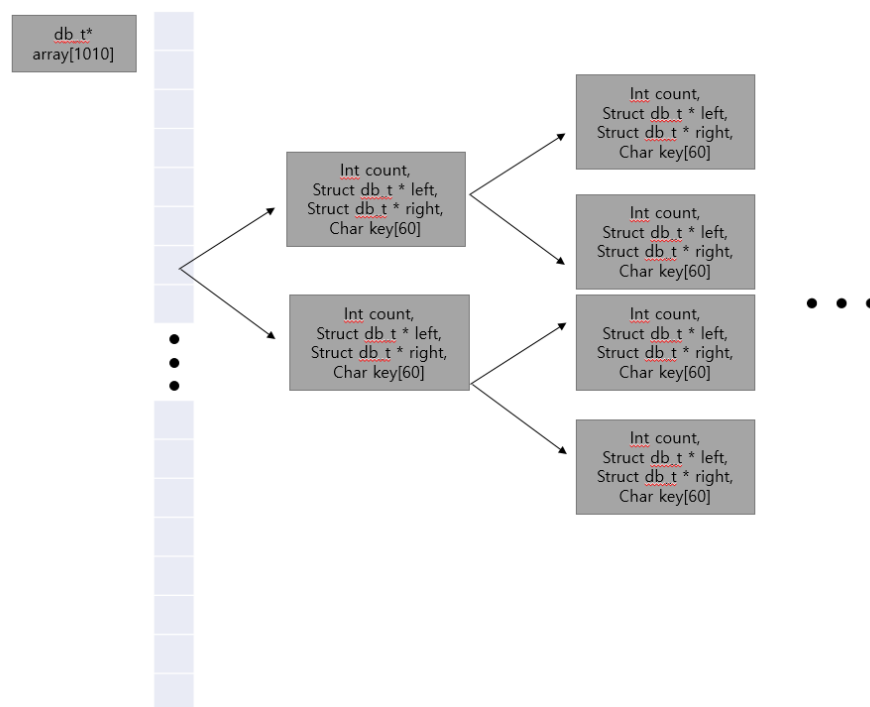 db_t*
array[1010]
Int count,
Struct db_t * left,
Struct db_t * right,
Char key[60]
Int count,
Struct db_t * left,
Struct db_t * right,
Char key[60]
Int count,
Struct db_t * left,
Struct db_t * right,
Char key[60]
Int count,
Struct db_t * left,
Struct db_t * right,
Char key[60]
Int count,
Struct db_t * left,
Struct db_t * right,
Char key[60]
Int count,
Struct db_t * left,
Struct db_t * right,
Char key[60]